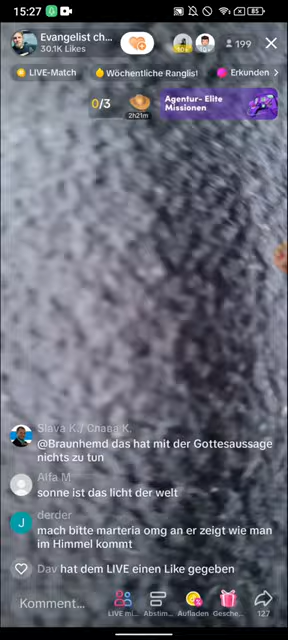 15:27
85
Evangelist ch...
30.1K Likes
199
LIVE-Match
Wöchentliche Ranglis
Erkunden
0/3
2h21m
Agentur- Elite
Missionen
Slava K./ Слава К.
@Braunhemd das hat mit der Gottesaussage
nichts zu tun
Alfa M
sonne ist das licht der welt
J
derder
mach bitte marteria omg an er zeigt wie man
im Himmel kommt
Dav hat dem LIVE einen Like gegeben
Komment...
LIVE mi...
Abstim...
Aufladen
Gesche...
127